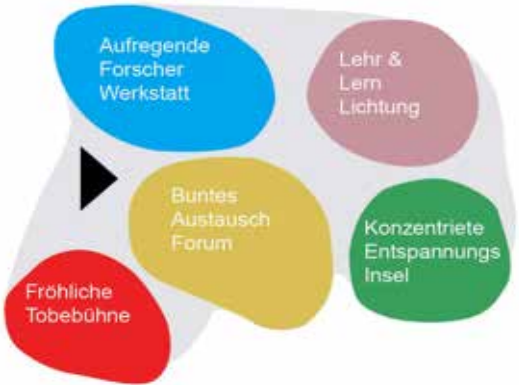 Aufregende
Forscher
Werkstatt
Lehr &
Lern
Lichtung
Buntes
Austausch
Forum
Konzentriete
Entspannungs
Insel
Fröhliche
Tobebühne